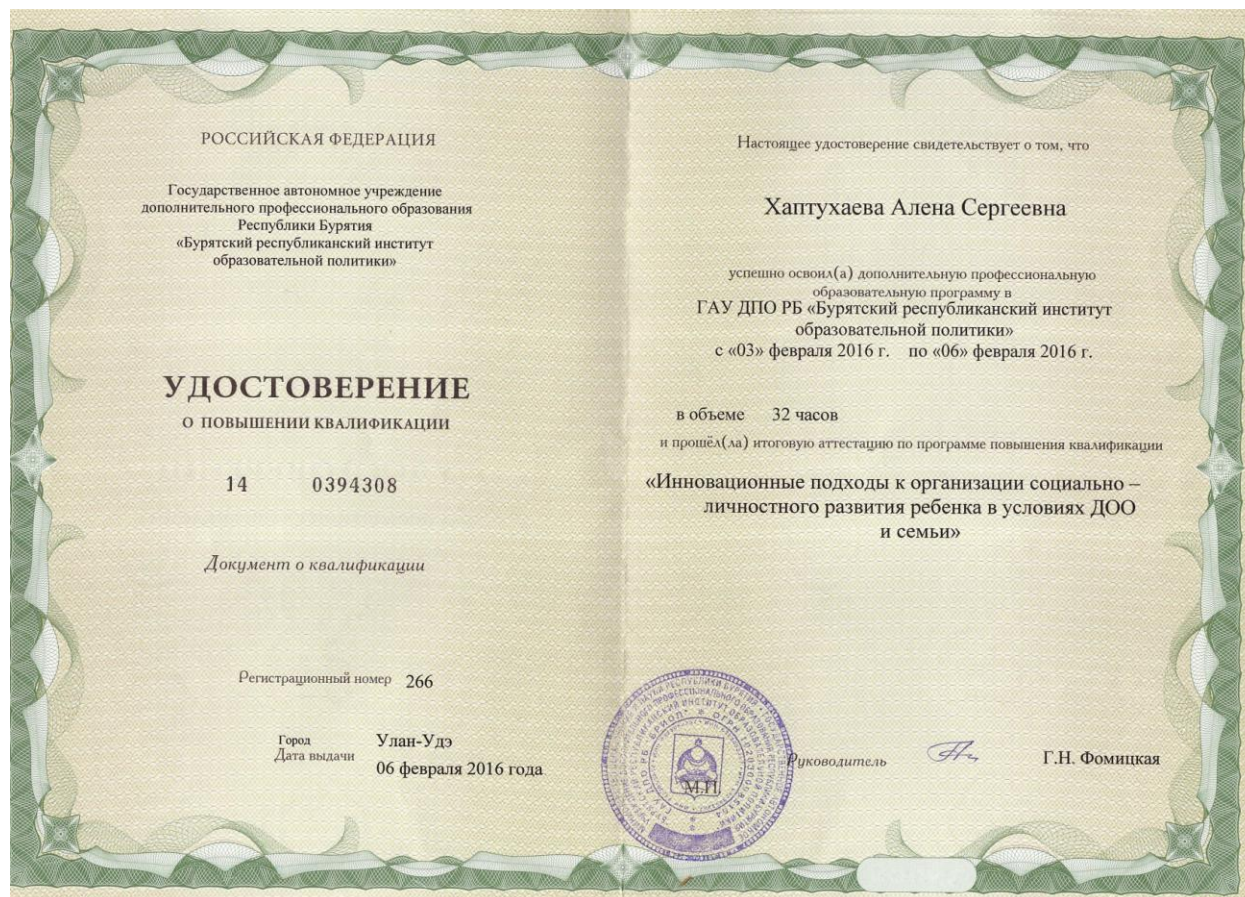 РОССИЙСКАЯ ФЕДЕРАЦИЯ
Государственное автономное учреждение
дополнительного профессионального образования
Республики Бурятия
«Бурятский республиканский институт
образовательной политики»
УДОСТОВЕРЕНИЕ
О ПОВЫШЕНИИ КВАЛИФИКАЦИИ
14 0394308
Документ о квалификации
Регистрационный номер 266
Город Улан-Удэ
Дата выдачи 06 февраля 2016 года
Настоящее удостоверение свидетельствует о том, что
Хаптухаева Алена Сергеевна
успешно освоил(а) дополнительную профессиональную
образовательную программу в
ГАУ ДПО РБ «Бурятский республиканский институт
образовательной политики»
с «03» февраля 2016 г. по «06» февраля 2016 г.
в объеме 32 часов
и прошёл(ла) итоговую аттестацию по программе повышения квалификации
«Инновационные подходы к организации социально –
личностного развития ребенка в условиях ДОО
и семьи»
М.П.
Руководитель Г.Н. Фомицкая